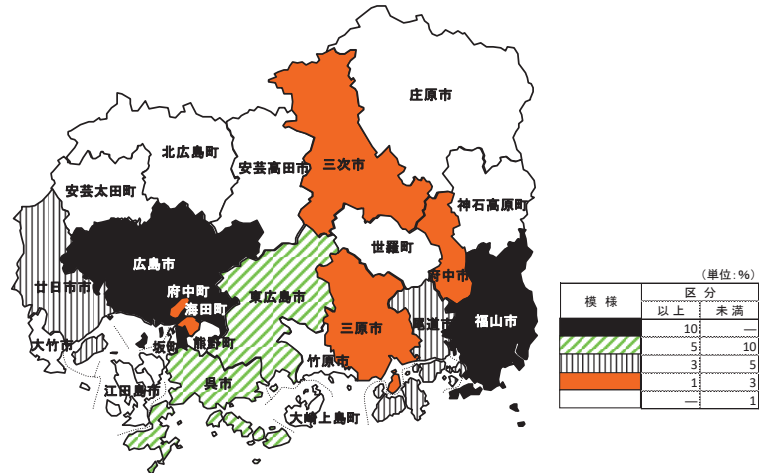 庄原市
北広島町
安芸高田市
三次市
安芸太田町
神石高原町
世羅町
広島市
府中市
廿日市市
府中町
東広島市
海田町
三原市
尾道市
福山市
大竹市
坂町
熊野町
竹原市
江田島市
呉市
大崎上島町
(単位:%)
模様 区分
以上 未満
10 —
5 10
3 5
1 3
— 1